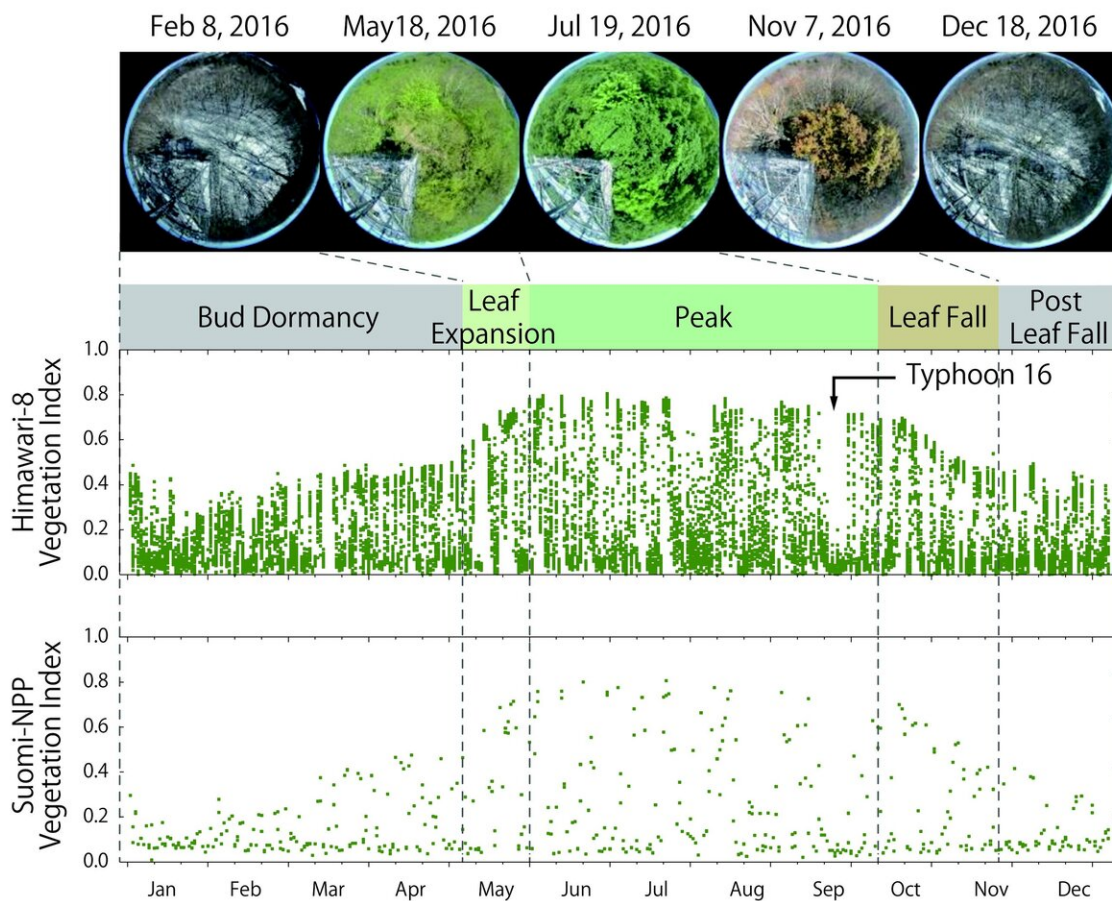 Feb 8, 2016
May18, 2016
Jul 19, 2016
Nov 7, 2016
Dec 18, 2016
Bud Dormancy
Leaf
Expansion
Peak
Leaf Fall
Post
Leaf Fall
Himawari-8
Vegetation Index
1.0
0.8
0.6
0.4
0.2
0.0
Typhoon 16
Suomi-NPP
Vegetation Index
1.0
0.8
0.6
0.4
0.2
0.0
Jan
Feb
Mar
Apr
May
Jun
Jul
Aug
Sep
Oct
Nov
Dec